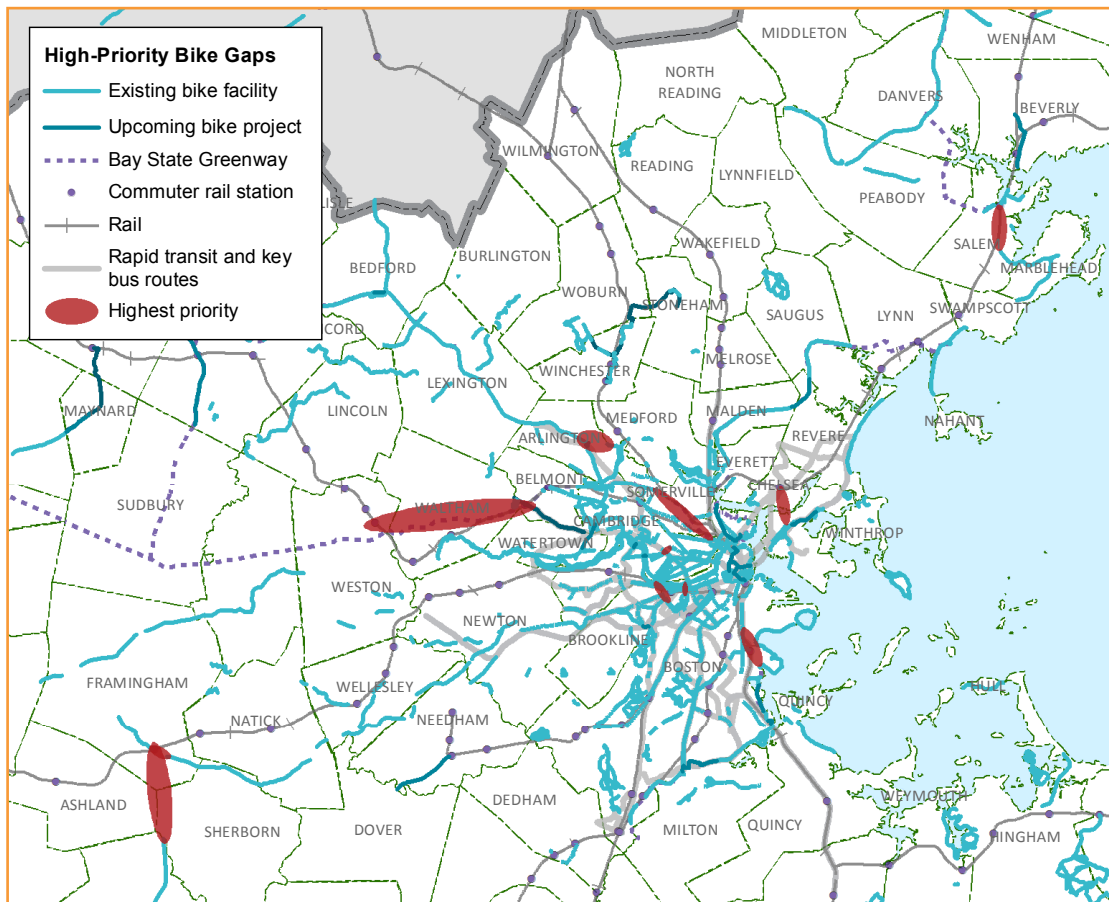 High-Priority Bike Gaps
Existing bike facility
Upcoming bike project
Bay State Greenway
Commuter rail station
Rail
Rapid transit and key
bus routes
Highest priority
MIDDLETON
WENHAM
NORTH
READING
DANVERS
BEVERLY
WILMINGTON
READING
LYNNFIELD
PEABODY
LISLE
SALEM
WAKEFIELD
BURLINGTON
BEDFORD
MARBLEHEAD
WOBURN
STONEHAM
SWAMPSCOTT
SAUGUS
LYNN
CORD
MELROSE
WINCHESTER
LEXINGTON
MAYNARD
LINCOLN
MEDFORD
MALDEN
NAHANT
ARLINGTON
REVERE
EVERETT
BELMONT
CHELSEA
SOMERVILLE
SUDBURY
WALTHAM
CAMBRIDGE
WINTHROP
WATERTOWN
WESTON
NEWTON
BROOKLINE
BOSTON
FRAMINGHAM
WELLESLEY
HULL
QUINCY
NATICK
NEEDHAM
WEYMOUTH
DEDHAM
ASHLAND
SHERBORN
DOVER
MILTON
QUINCY
HINGHAM